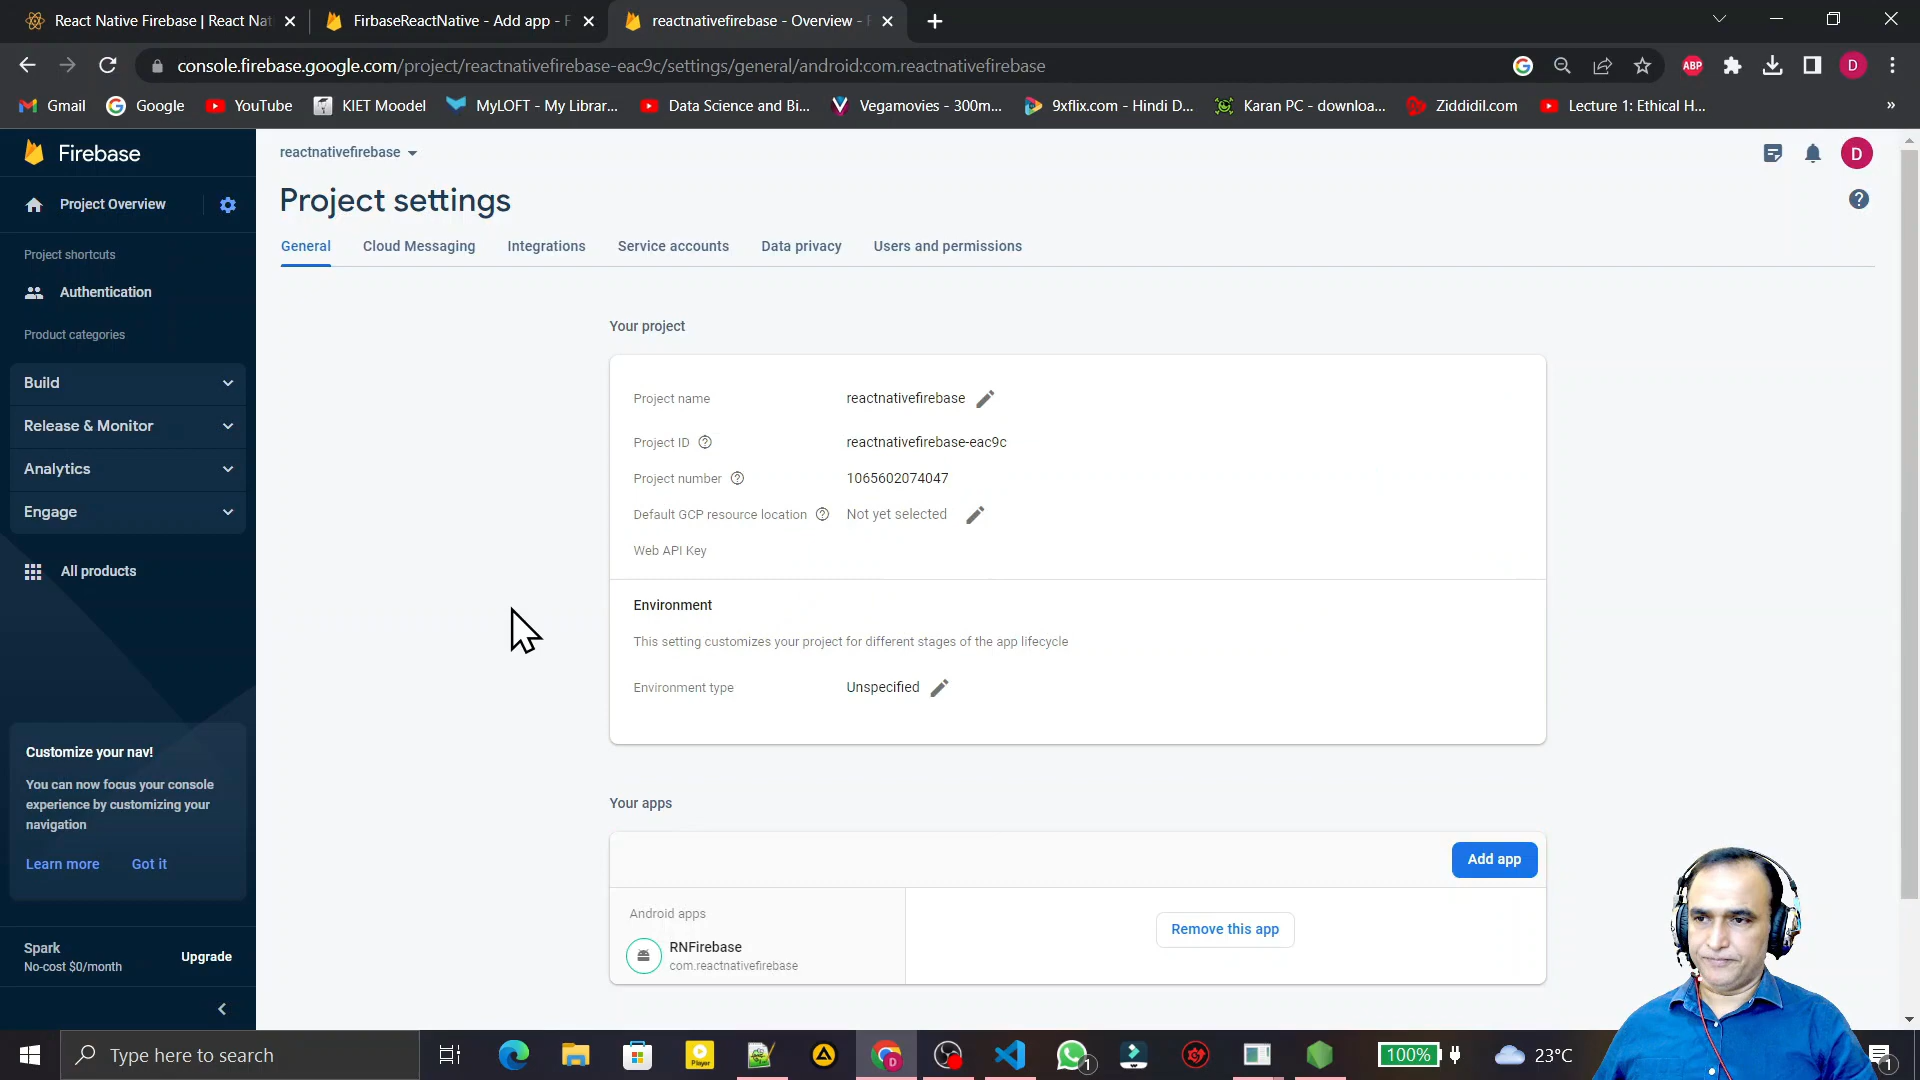 React Native Firebase | React Nat
FirbaseReactNative - Add app - F
reactnativefirebase - Overview - F
console.firebase.google.com/project/reactnativefirebase-eac9c/settings/general/android:com.reactnativefirebase
ABP
D
Gmail
Google
YouTube
KIET Moodel
MyLOFT - My Librar...
Data Science and Bi...
Vegamovies - 300m...
9xflix.com - Hindi D...
Karan PC - downloa...
Ziddidil.com
Lecture 1: Ethical H...
»
Firebase
Project Overview
Project shortcuts
Authentication
Product categories
Build
Release & Monitor
Analytics
Engage
All products
Customize your nav!
You can now focus your console
experience by customizing your
navigation
Learn more
Got it
Spark
No-cost $0/month
Upgrade
reactnativefirebase
D
Project settings
General
Cloud Messaging
Integrations
Service accounts
Data privacy
Users and permissions
Your project
Project name
reactnativefirebase
Project ID
reactnativefirebase-eac9c
Project number
1065602074047
Default GCP resource location
Not yet selected
Web API Key
Environment
This setting customizes your project for different stages of the app lifecycle
Environment type
Unspecified
Your apps
Add app
Android apps
RNFirebase
com.reactnativefirebase
Remove this app
Type here to search
Player
D
1
100%
23°C
1